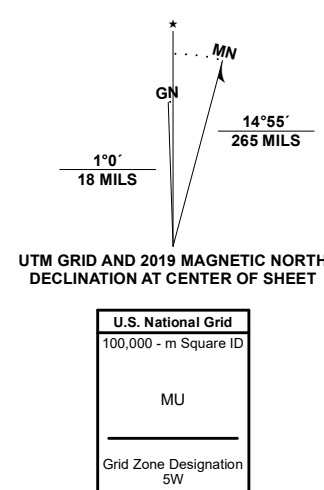 ★
MN
GN
14°55´
265 MILS
1°0´
18 MILS
UTM GRID AND 2019 MAGNETIC NORTH
DECLINATION AT CENTER OF SHEET
U.S. National Grid
100,000 - m Square ID
MU
Grid Zone Designation
5W